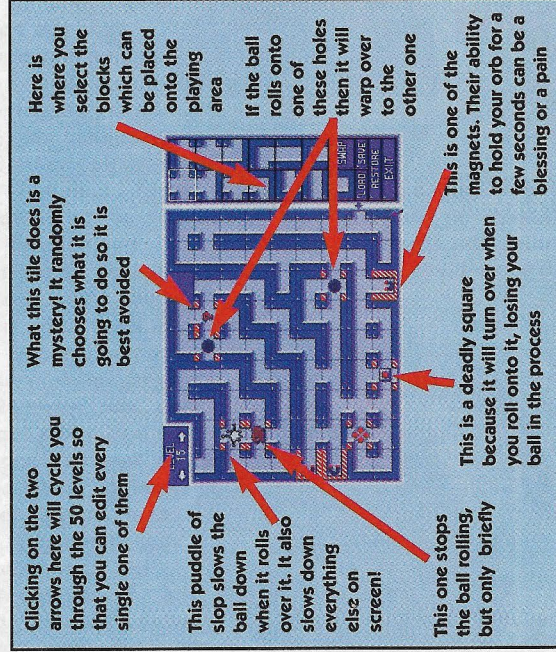 Clicking on the two
arrows here will cycle you
through the 50 levels so
that you can edit every
single one of them
What this tile does is a
mystery! It randomly
chooses what it is
going to do so it is
best avoided
Here is
where you
select the
blocks
which can
be placed
onto the
playing
area
If the ball
rolls onto
one of
these holes
then it will
warp over
to the
other one
This puddle of
slop slows the
ball down
when it rolls
over it. It also
slows down
everything
else on
screen!
LEVEL
15
SWAP
LOAD SAVE
RESTORE
EXIT
This one stops
the ball rolling,
but only briefly
This is a deadly square
because it will turn over when
you roll onto it, losing your
ball in the process
This is one of the
magnets. Their ability
to hold your orb for a
few seconds can be a
blessing or a pain